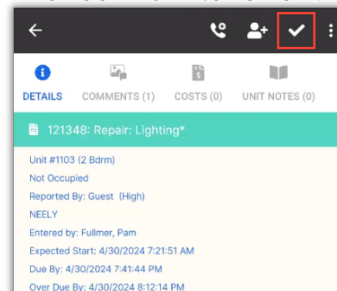 DETAILS COMMENTS (1) COSTS (0) UNIT NOTES (0)
121348: Repair: Lighting*
Unit #1103 (2 Bdrm)
Not Occupied
Reported By: Guest (High)
NEELY
Entered by: Fullmer, Pam
Expected Start: 4/30/2024 7:21:51 AM
Due By: 4/30/2024 7:41:44 PM
Over Due By: 4/30/2024 8:12:14 PM